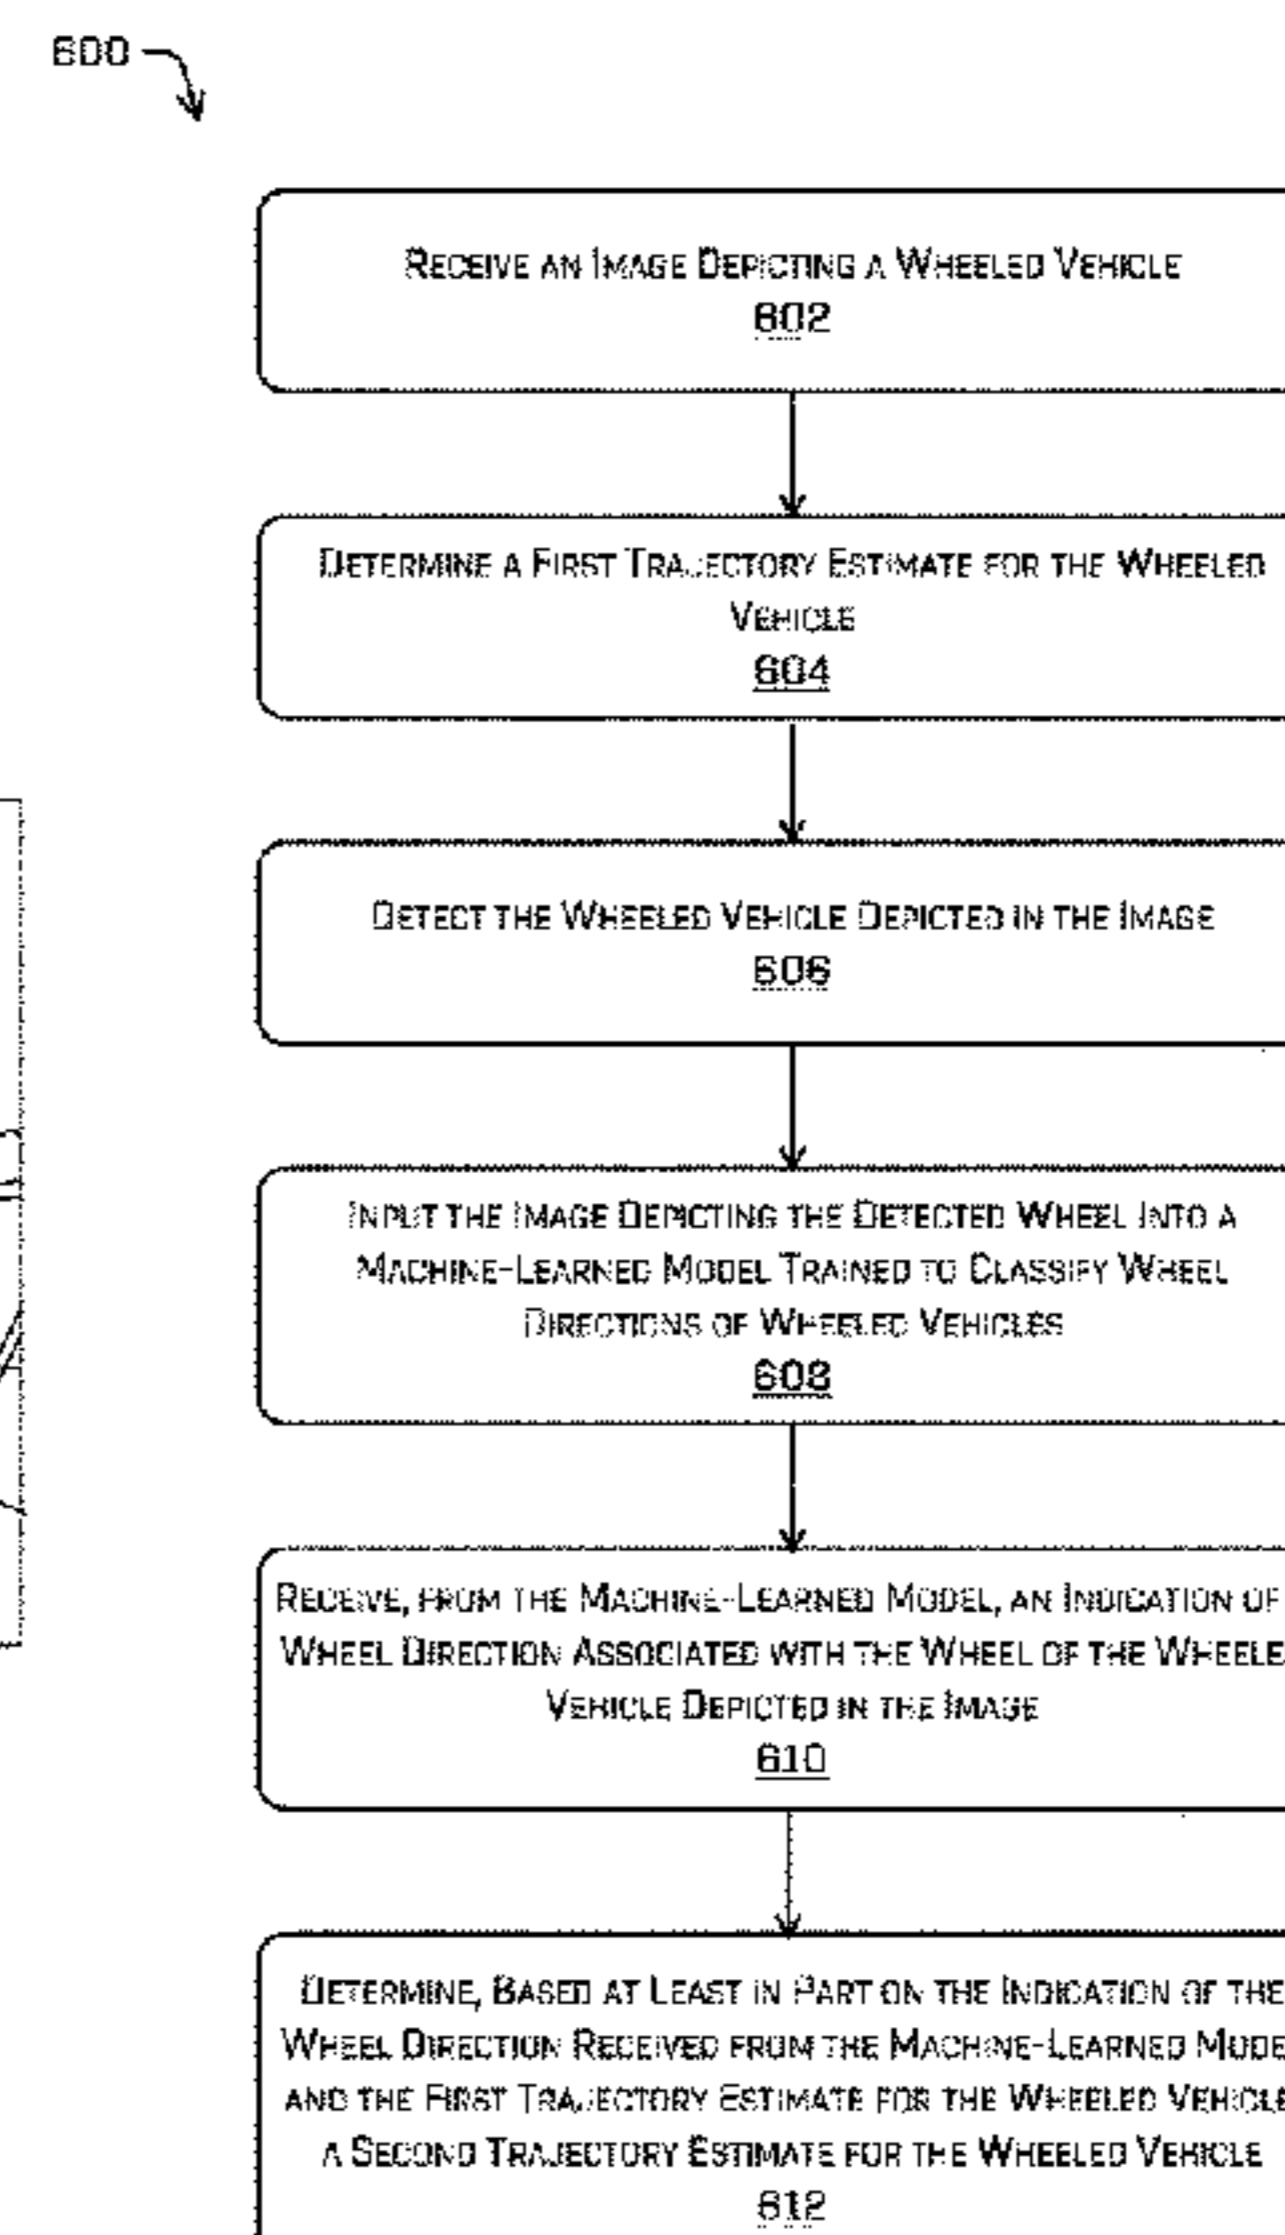 600
RECEIVE AN IMAGE DEPICTING A WHEELED VEHICLE
602
DETERMINE A FIRST TRAJECTORY ESTIMATE FOR THE WHEELED
VEHICLE
604
DETECT THE WHEELED VEHICLE DEPICTED IN THE IMAGE
606
INPUT THE IMAGE DEPICTING THE DETECTED WHEEL INTO A
MACHINE-LEARNED MODEL TRAINED TO CLASSIFY WHEEL
DIRECTIONS OF WHEELED VEHICLES
608
RECEIVE, FROM THE MACHINE-LEARNED MODEL, AN INDICATION OF
WHEEL DIRECTION ASSOCIATED WITH THE WHEEL OF THE WHEELE
VEHICLE DEPICTED IN THE IMAGE
610
DETERMINE, BASED AT LEAST IN PART ON THE INDICATION OF THE
WHEEL DIRECTION RECEIVED FROM THE MACHINE-LEARNED MODE
AND THE FIRST TRAJECTORY ESTIMATE FOR THE WHEELED VEHICLE
A SECOND TRAJECTORY ESTIMATE FOR THE WHEELED VEHICLE
612